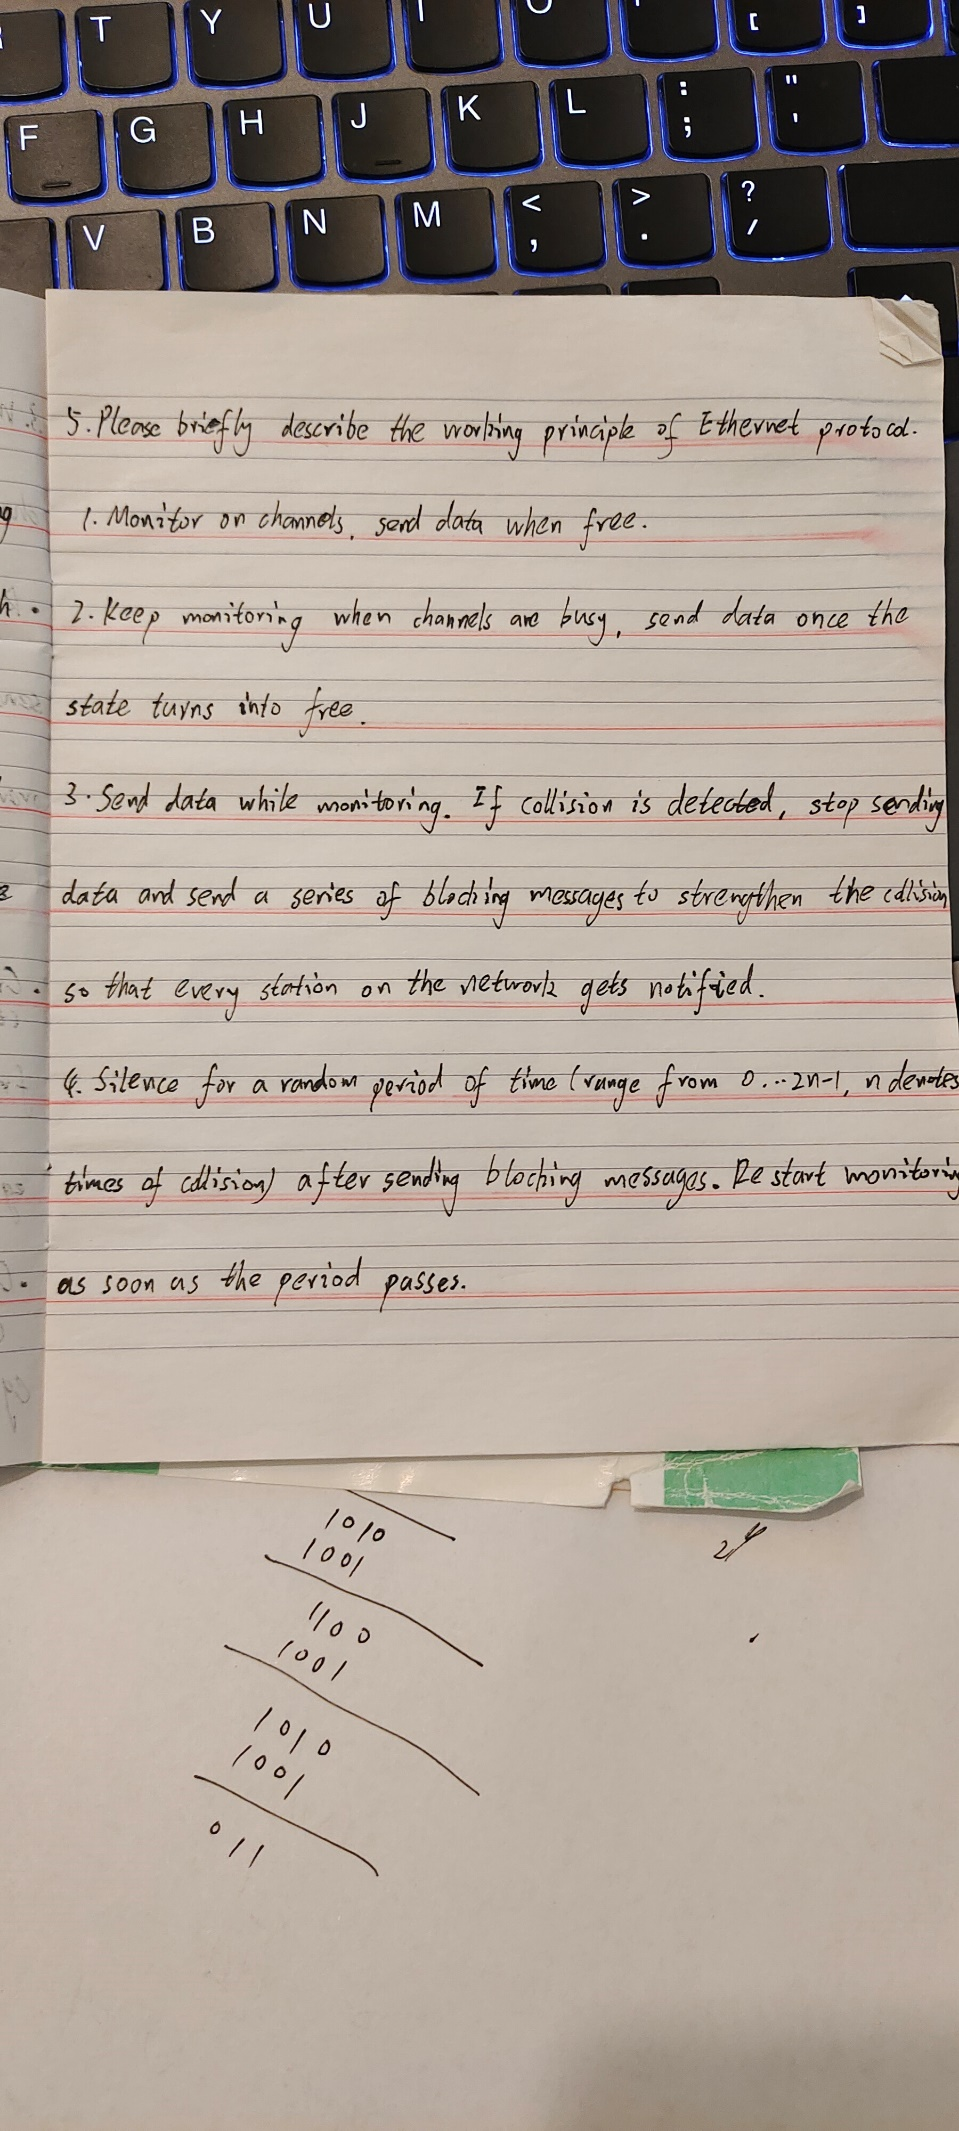 T Y U I O [ ]
F G H J K L : ; " '
V B N M < , > . ? /
5. Please briefly describe the working principle of Ethernet protocol.
1. Monitor on channels, send data when free.
2. Keep monitoring when channels are busy, send data once the
state turns into free.
3. Send data while monitoring. If collision is detected, stop sending
data and send a series of blocking messages to strengthen the collision
so that every station on the network gets notified.
4. Silence for a random period of time (range from 0...2n-1, n denotes
times of collision) after sending blocking messages. Restart monitoring
as soon as the period passes.
1010
1001
1100
1001
1010
1001
011